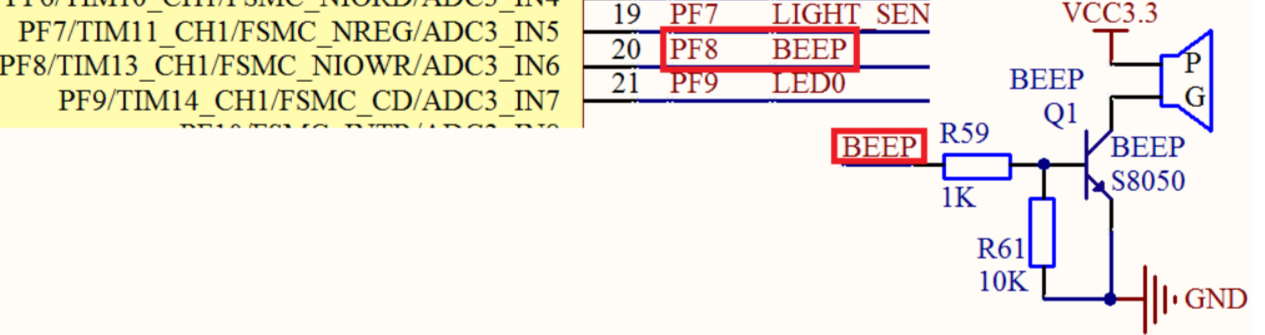 PF7/TIM11_CH1/FSMC_NREG/ADC3_IN5
PF8/TIM13_CH1/FSMC_NIOWR/ADC3_IN6
PF9/TIM14_CH1/FSMC_CD/ADC3_IN7
19 PF7 LIGHT_SEN
20 PF8 BEEP
21 PF9 LED0
VCC3.3
P
G
BEEP
Q1
BEEP
S8050
BEEP
R59
1K
R61
10K
GND